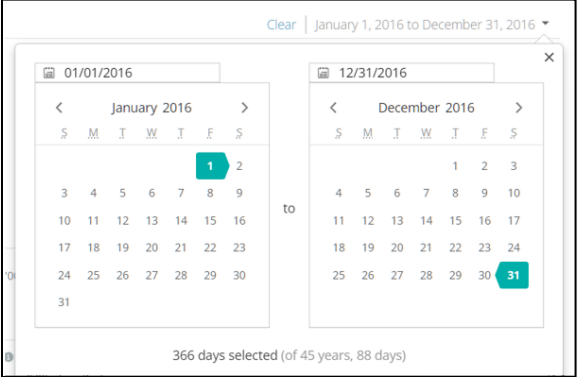 Clear | January 1, 2016 to December 31, 2016
01/01/2016
January 2016
S M T W T F S
1 2
3 4 5 6 7 8 9
10 11 12 13 14 15 16
17 18 19 20 21 22 23
24 25 26 27 28 29 30
31
to
12/31/2016
December 2016
S M T W T F S
1 2 3
4 5 6 7 8 9 10
11 12 13 14 15 16 17
18 19 20 21 22 23 24
25 26 27 28 29 30 31
366 days selected (of 45 years, 88 days)